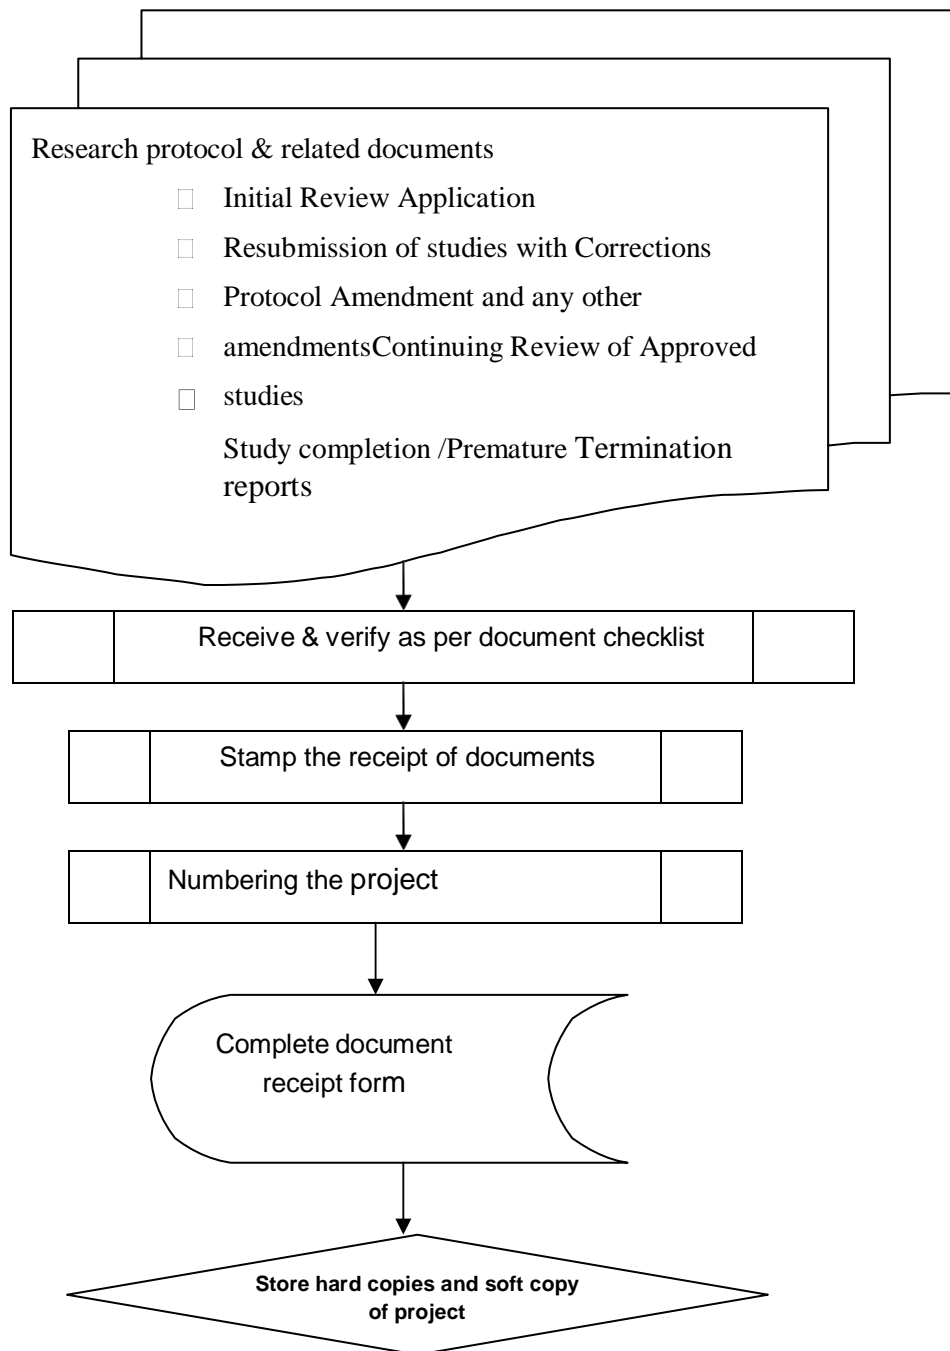 Research protocol & related documents
Initial Review Application
Resubmission of studies with Corrections
Protocol Amendment and any other
amendmentsContinuing Review of Approved
studies
Study completion /Premature Termination
reports
Receive & verify as per document checklist
Stamp the receipt of documents
Numbering the project
Complete document
receipt form
Store hard copies and soft copy
of project